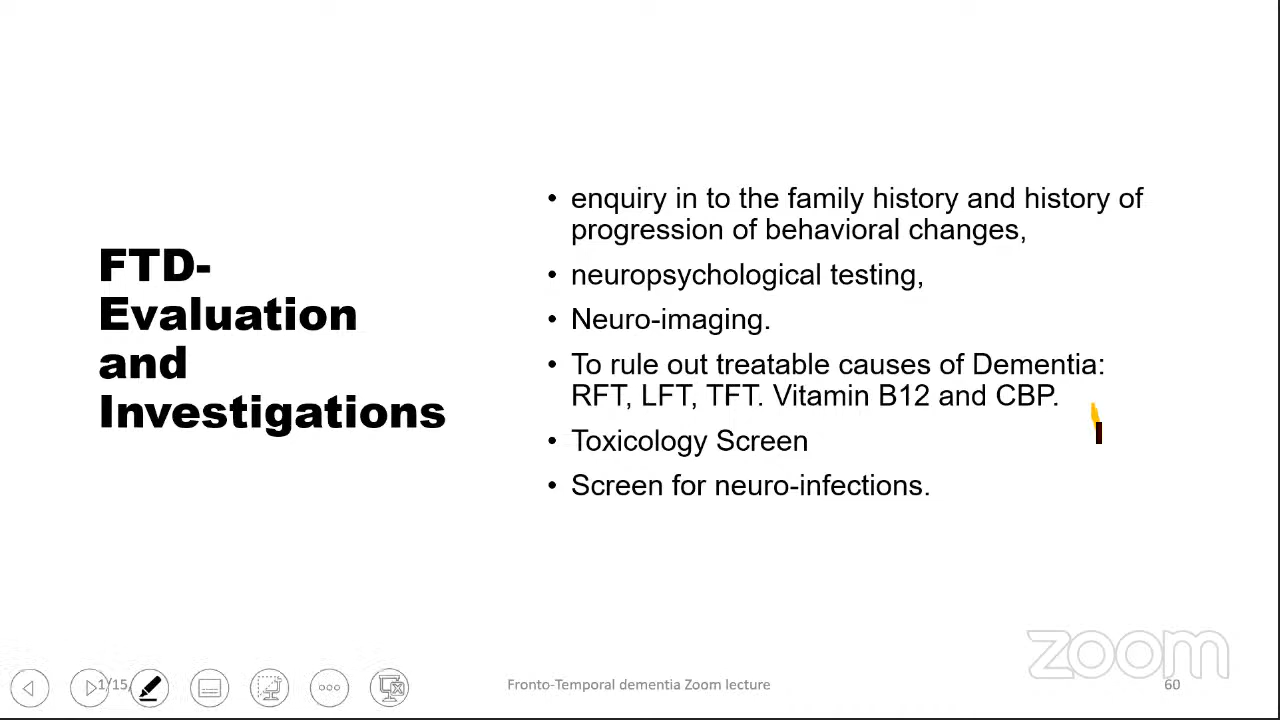 FTD-
Evaluation
and
Investigations
• enquiry in to the family history and history of
progression of behavioral changes,
• neuropsychological testing,
• Neuro-imaging.
• To rule out treatable causes of Dementia:
RFT, LFT, TFT. Vitamin B12 and CBP.
• Toxicology Screen
• Screen for neuro-infections.
zoom
1/15
Fronto-Temporal dementia Zoom lecture
60